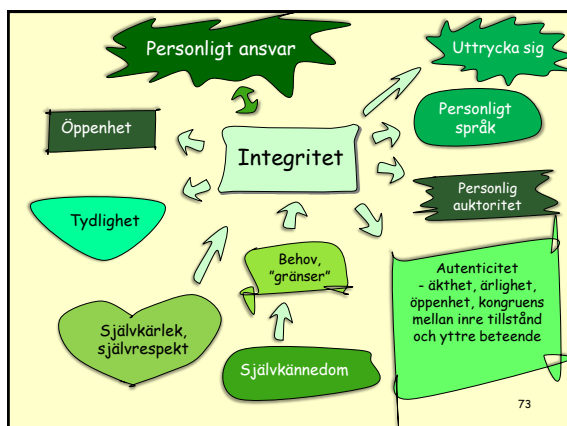 Personligt ansvar
Uttrycka sig
Öppenhet
Personligt
språk
Integritet
Personlig
auktoritet
Tydlighet
Behov,
”gränser”
Autenticitet
- äkthet, ärlighet,
öppenhet, kongruens
mellan inre tillstånd
och yttre beteende
Självkärlek,
självrespekt
Självkännedom
73